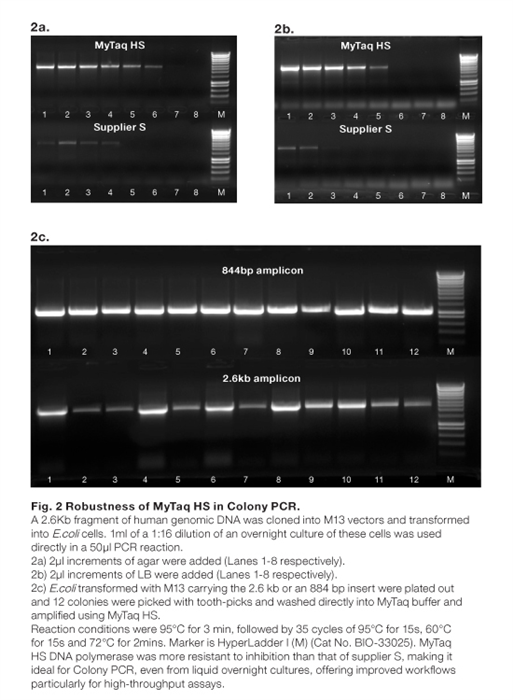 2a.
2b.
MyTaq HS
MyTaq HS
1 2 3 4 5 6 7 8 M
1 2 3 4 5 6 7 8 M
Supplier S
Supplier S
1 2 3 4 5 6 7 8 M
1 2 3 4 5 6 7 8 M
2c.
844bp amplicon
1 2 3 4 5 6 7 8 9 10 11 12 M
2.6kb amplicon
1 2 3 4 5 6 7 8 9 10 11 12 M
Fig. 2 Robustness of MyTaq HS in Colony PCR.
A 2.6Kb fragment of human genomic DNA was cloned into M13 vectors and transformed
into E.coli cells. 1ml of a 1:16 dilution of an overnight culture of these cells was used
directly in a 50µl PCR reaction.
2a) 2µl increments of agar were added (Lanes 1-8 respectively).
2b) 2µl increments of LB were added (Lanes 1-8 respectively).
2c) E.coli transformed with M13 carrying the 2.6 kb or an 884 bp insert were plated out
and 12 colonies were picked with tooth-picks and washed directly into MyTaq buffer and
amplified using MyTaq HS.
Reaction conditions were 95°C for 3 min, followed by 35 cycles of 95°C for 15s, 60°C
for 15s and 72°C for 2mins. Marker is HyperLadder I (M) (Cat No. BIO-33025). MyTaq
HS DNA polymerase was more resistant to inhibition than that of supplier S, making it
ideal for Colony PCR, even from liquid overnight cultures, offering improved workflows
particularly for high-throughput assays.